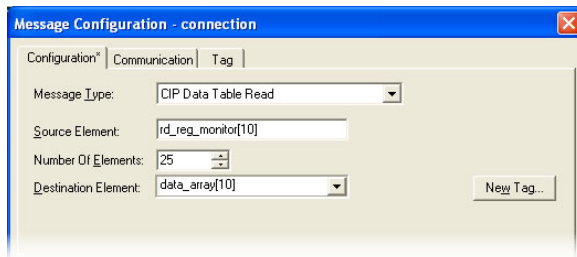 Message Configuration - connection
Configuration* Communication Tag
Message Type: CIP Data Table Read
Source Element: rd_reg_monitor[10]
Number Of Elements: 25
Destination Element: data_array[10] New Tag...